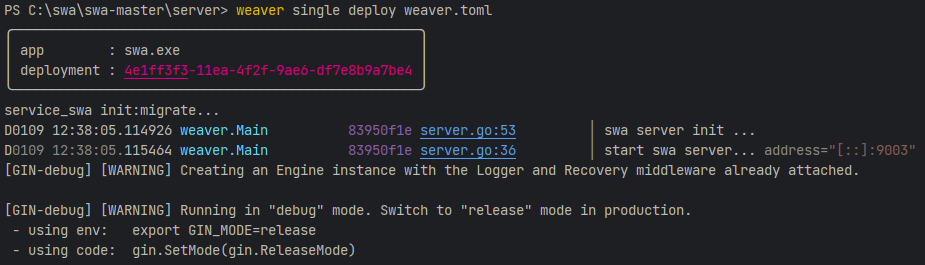 PS C:\swa\swa-master\server> weaver single deploy weaver.toml
app : swa.exe
deployment : 4e1ff3f3-11ea-4f2f-9ae6-df7e8b9a7be4
service_swa init:migrate...
D0109 12:38:05.114926 weaver.Main 83950f1e server.go:53 │ swa server init ...
D0109 12:38:05.115464 weaver.Main 83950f1e server.go:36 │ start swa server... address="[::]:9003"
[GIN-debug] [WARNING] Creating an Engine instance with the Logger and Recovery middleware already attached.
[GIN-debug] [WARNING] Running in "debug" mode. Switch to "release" mode in production.
- using env: export GIN_MODE=release
- using code: gin.SetMode(gin.ReleaseMode)